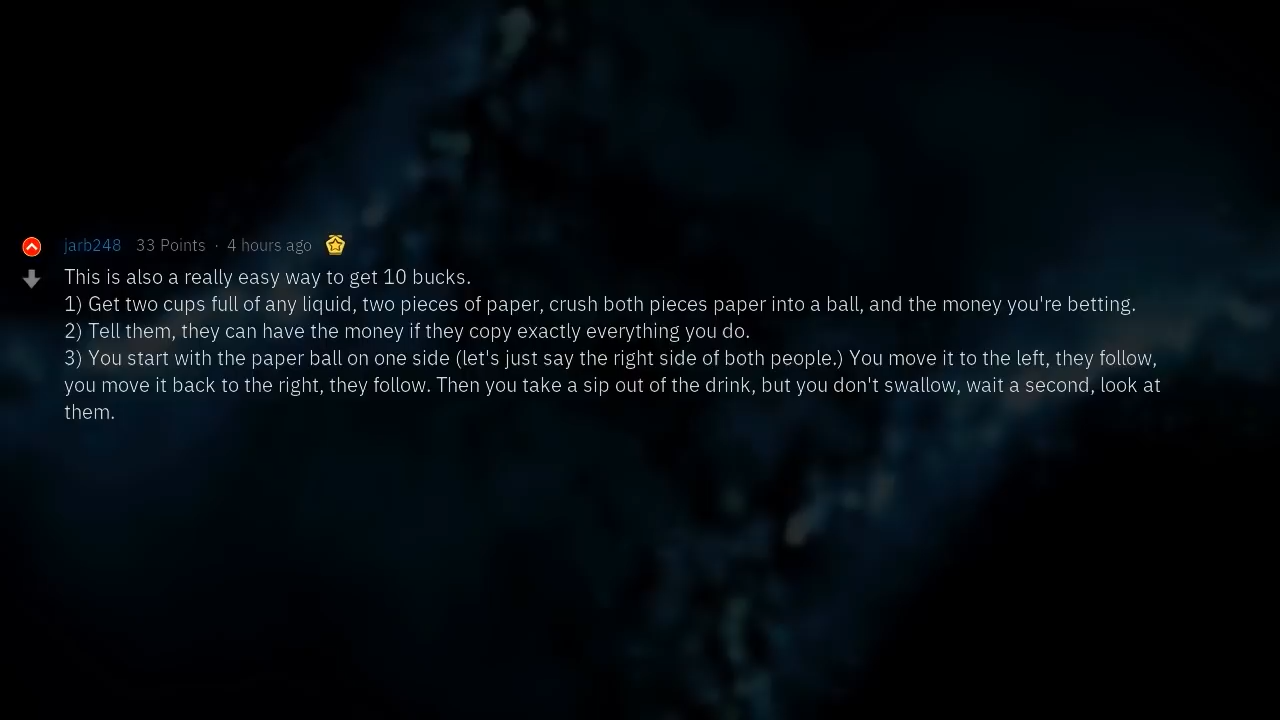 jarb248 33 Points · 4 hours ago
This is also a really easy way to get 10 bucks.
1) Get two cups full of any liquid, two pieces of paper, crush both pieces paper into a ball, and the money you're betting.
2) Tell them, they can have the money if they copy exactly everything you do.
3) You start with the paper ball on one side (let's just say the right side of both people.) You move it to the left, they follow,
you move it back to the right, they follow. Then you take a sip out of the drink, but you don't swallow, wait a second, look at
them.